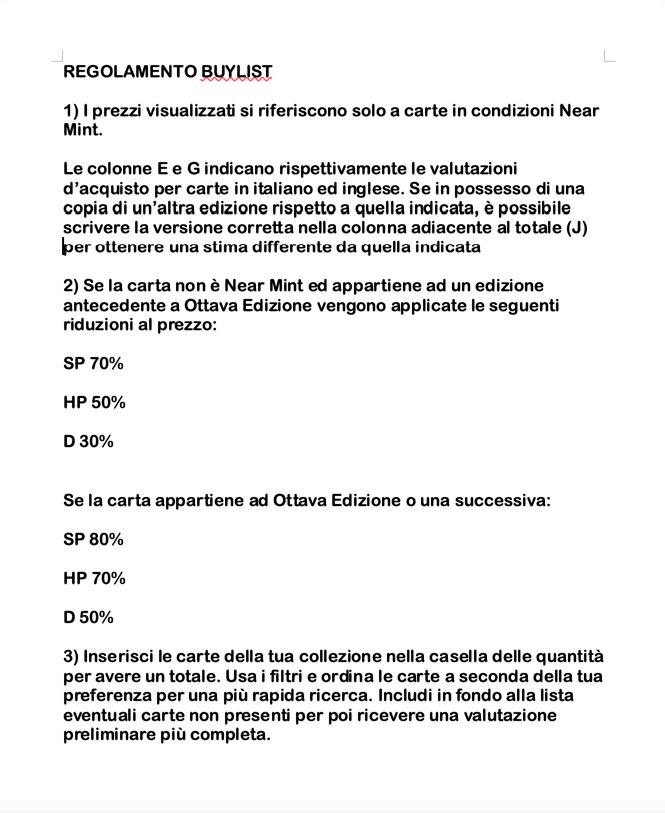 REGOLAMENTO BUYLIST
1) I prezzi visualizzati si riferiscono solo a carte in condizioni Near
Mint.
Le colonne E e G indicano rispettivamente le valutazioni
d'acquisto per carte in italiano ed inglese. Se in possesso di una
copia di un'altra edizione rispetto a quella indicata, è possibile
scrivere la versione corretta nella colonna adiacente al totale (J)
per ottenere una stima differente da quella indicata
2) Se la carta non è Near Mint ed appartiene ad un edizione
antecedente a Ottava Edizione vengono applicate le seguenti
riduzioni al prezzo:
SP 70%
HP 50%
D 30%
Se la carta appartiene ad Ottava Edizione o una successiva:
SP 80%
HP 70%
D 50%
3) Inserisci le carte della tua collezione nella casella delle quantità
per avere un totale. Usa i filtri e ordina le carte a seconda della tua
preferenza per una più rapida ricerca. Includi in fondo alla lista
eventuali carte non presenti per poi ricevere una valutazione
preliminare più completa.